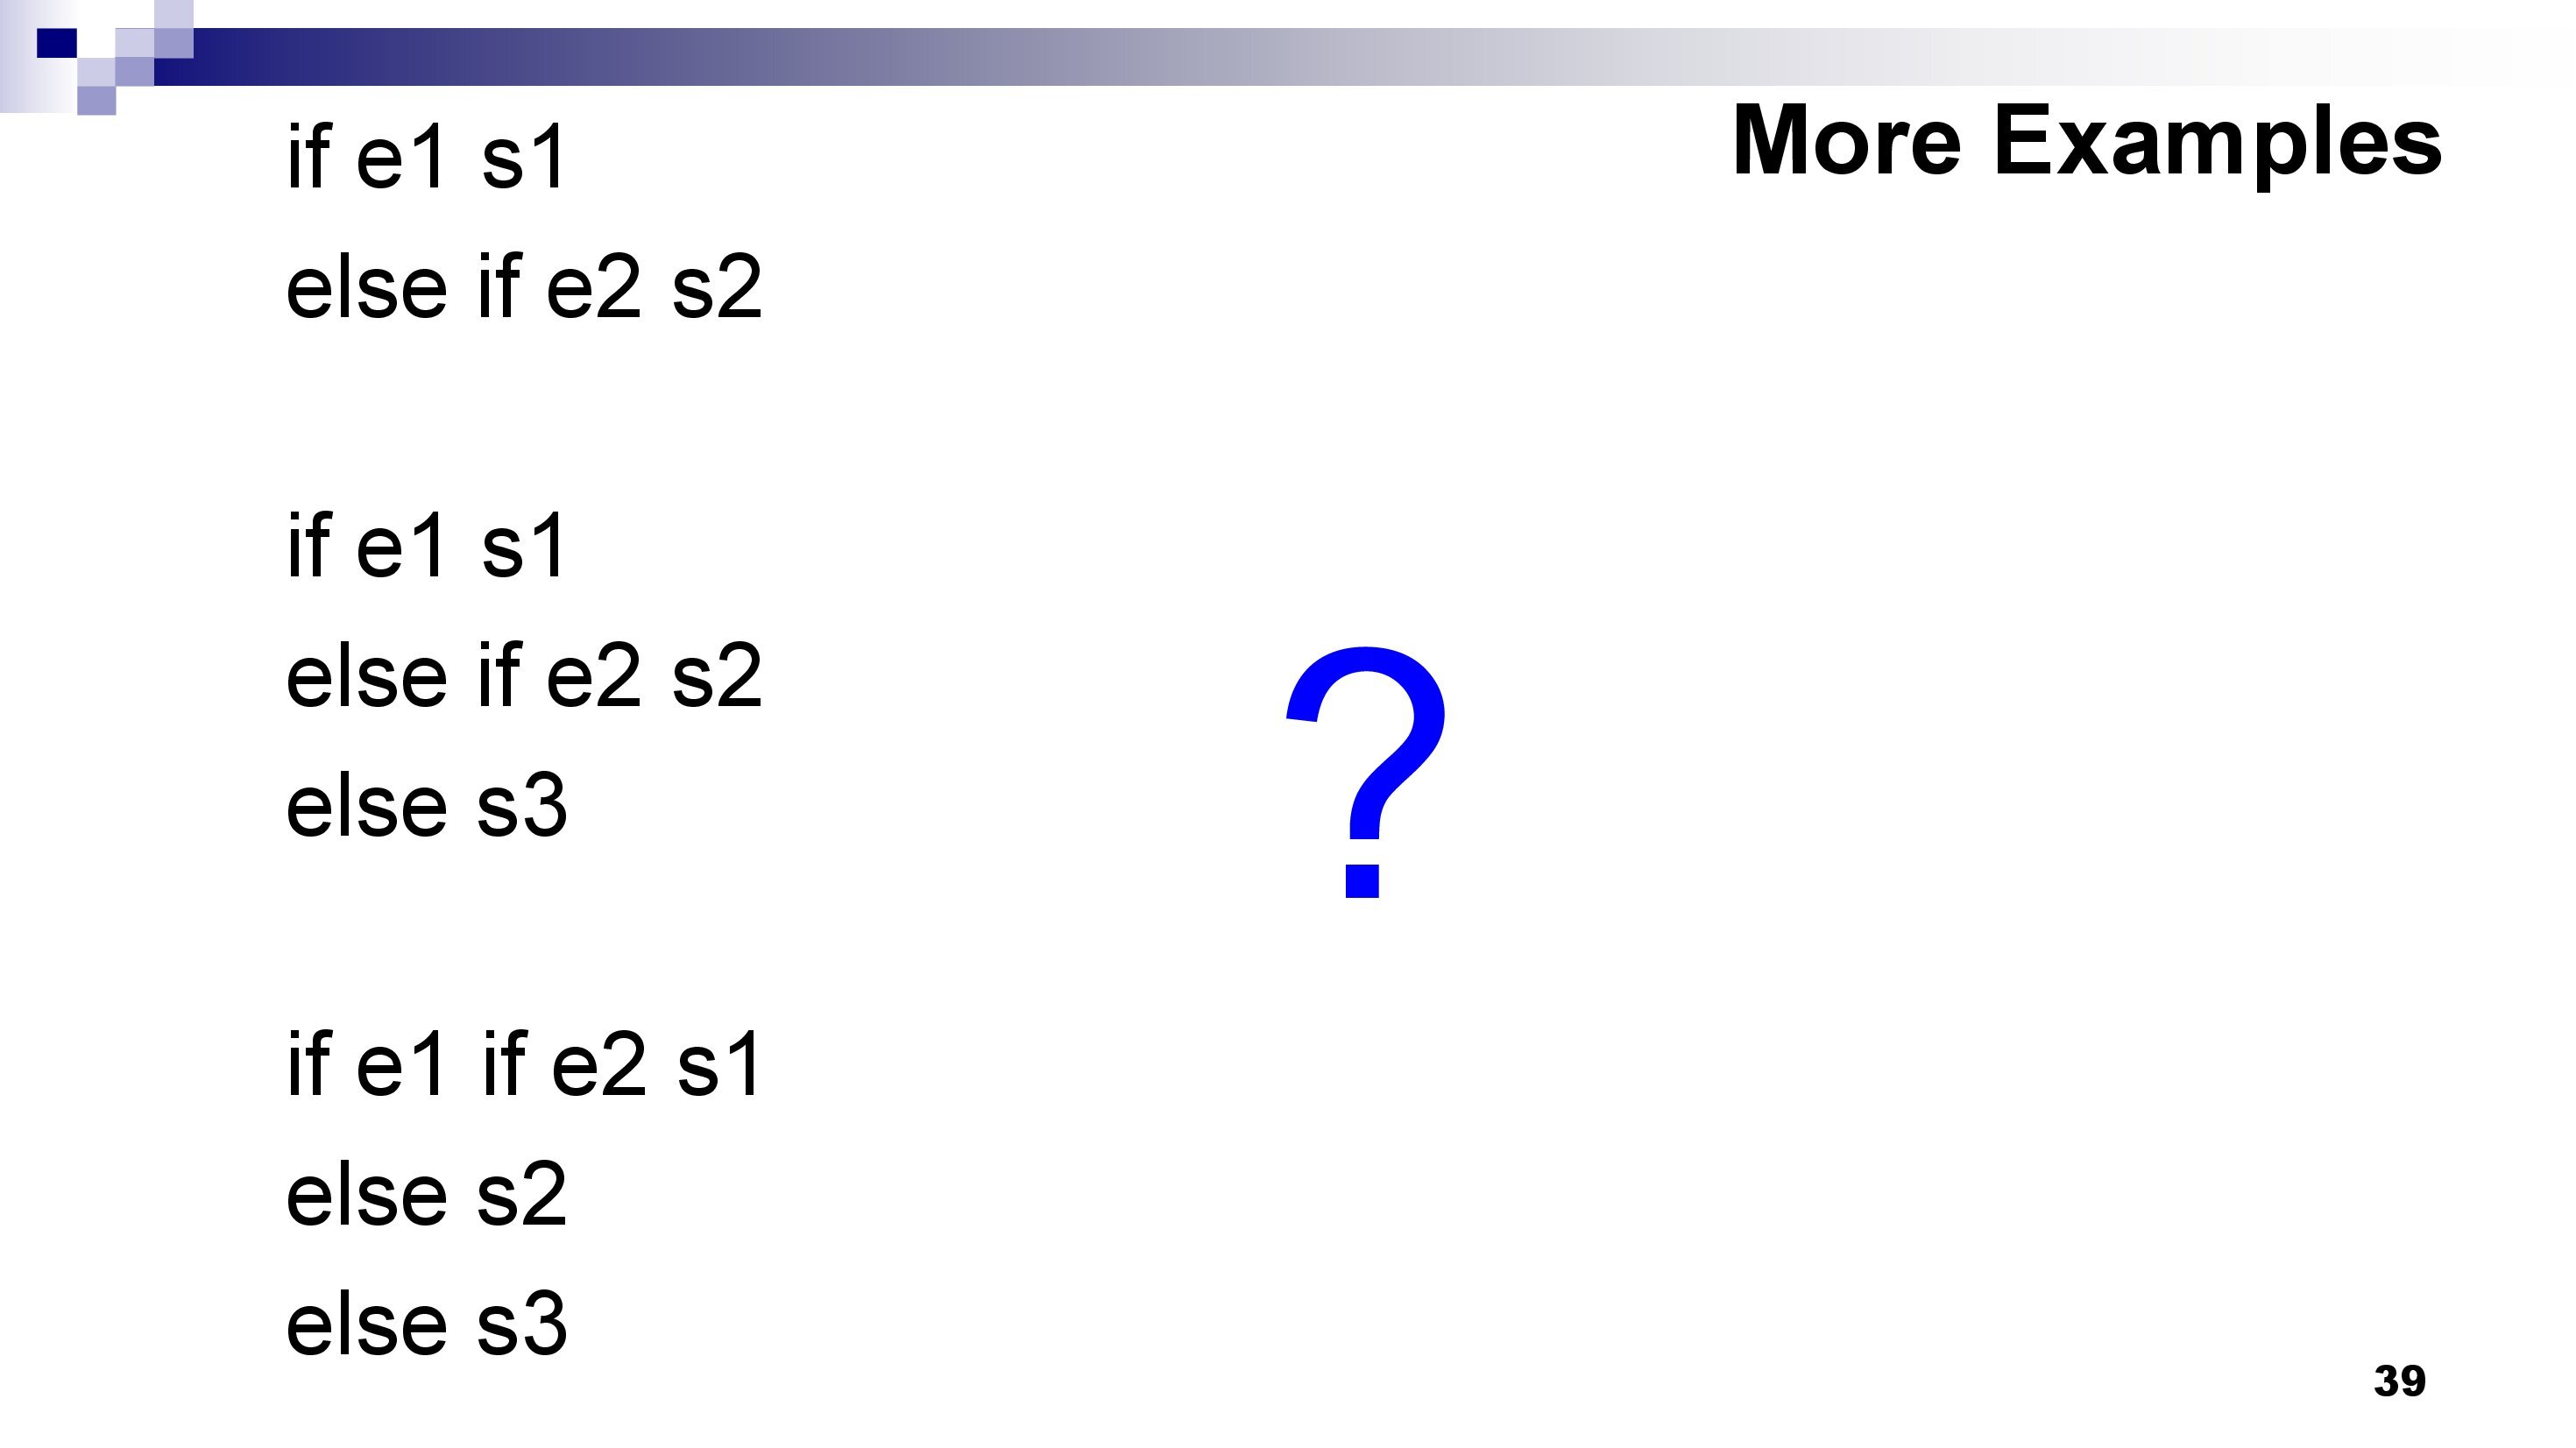 More Examples
if e1 s1
else if e2 s2
if e1 s1
else if e2 s2
else s3
?
if e1 if e2 s1
else s2
else s3
39